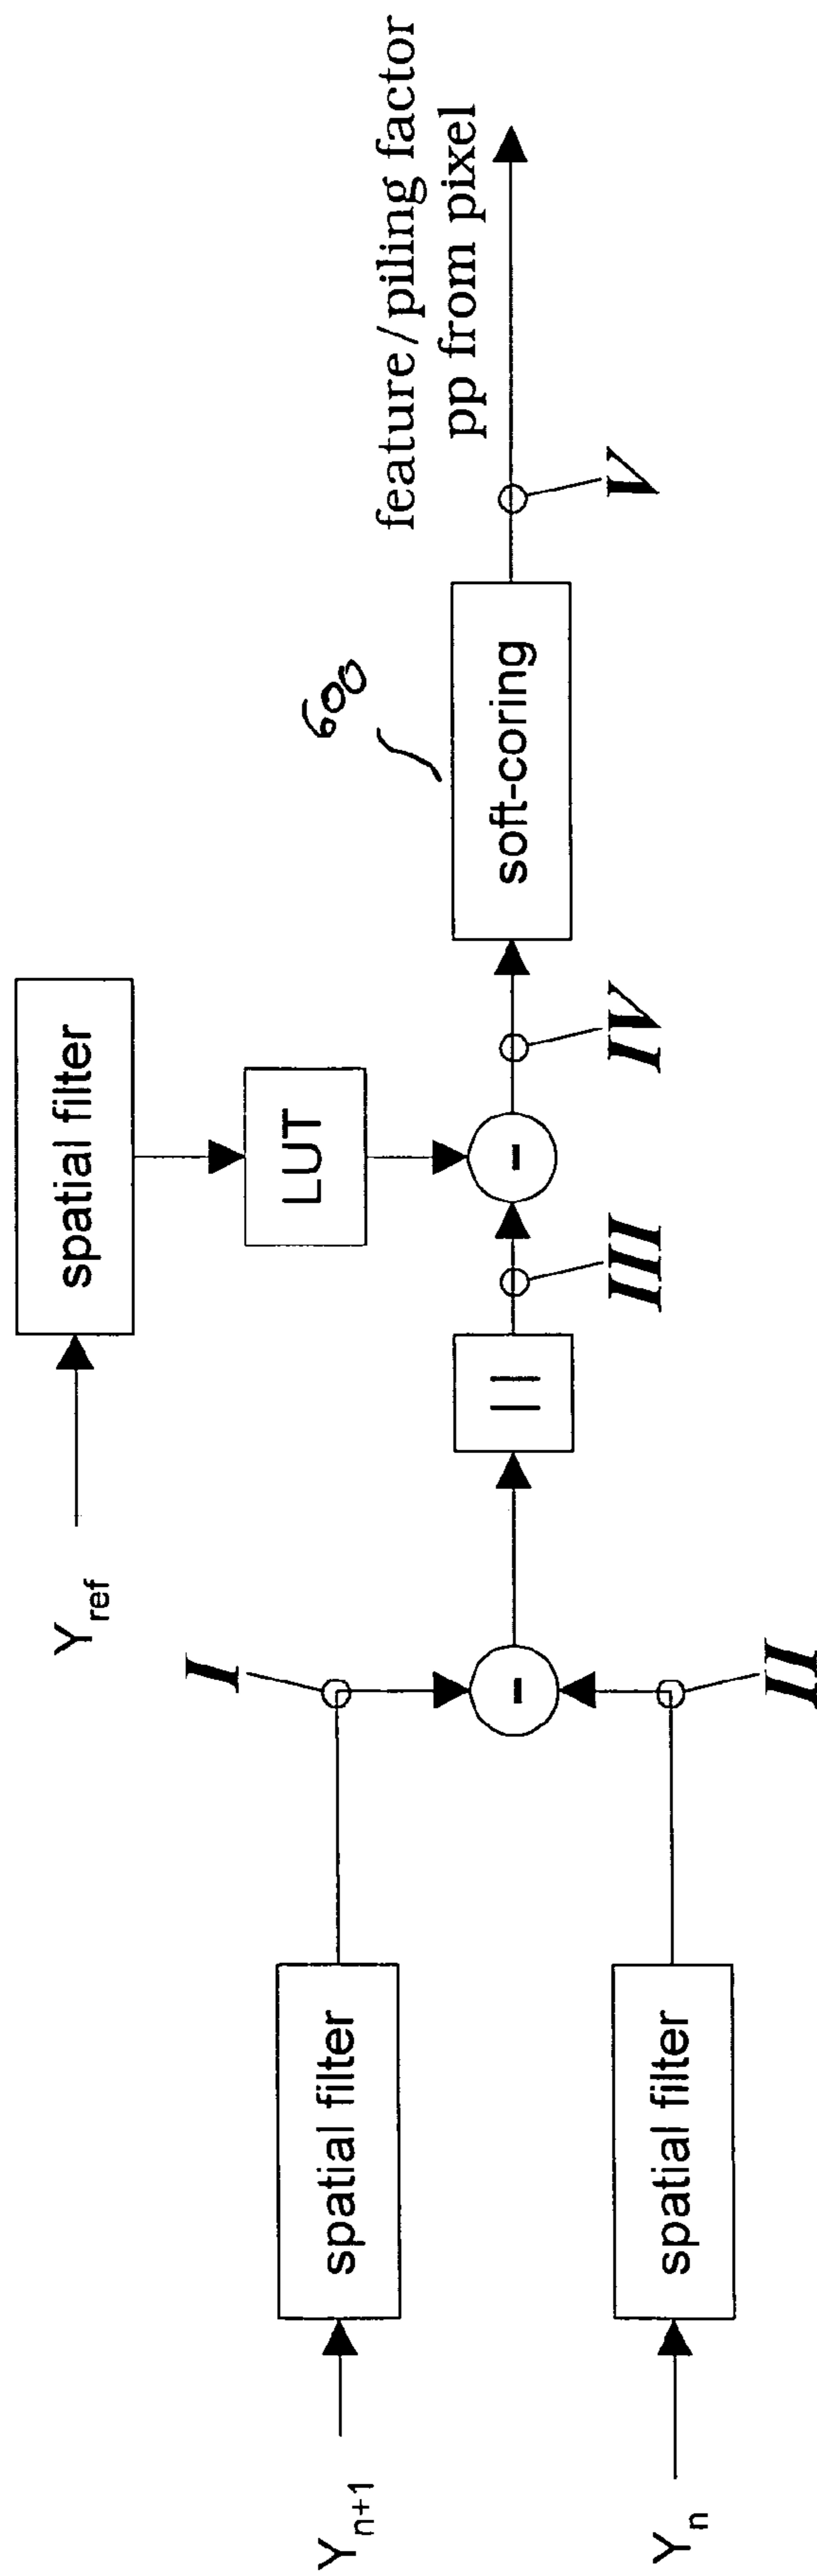 Y_ref
spatial filter
LUT
Y_n+1
spatial filter
I
-
||
III
-
IV
600
soft-coring
V
feature/piling factor
pp from pixel
Y_n
spatial filter
II